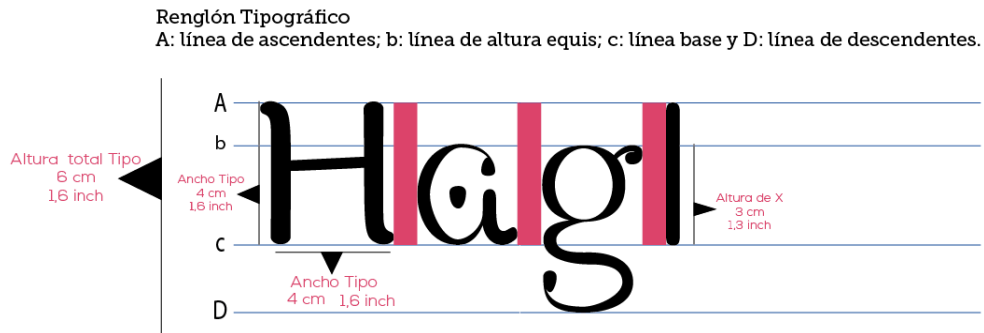 Renglón Tipográfico
A: línea de ascendentes; b: línea de altura equis; c: línea base y D: línea de descendentes.
A
b
Altura total Tipo
6 cm
1,6 inch
Ancho Tipo
4 cm
1,6 inch
Hagl
Altura de X
3 cm
1,3 inch
c
Ancho Tipo
4 cm 1,6 inch
D